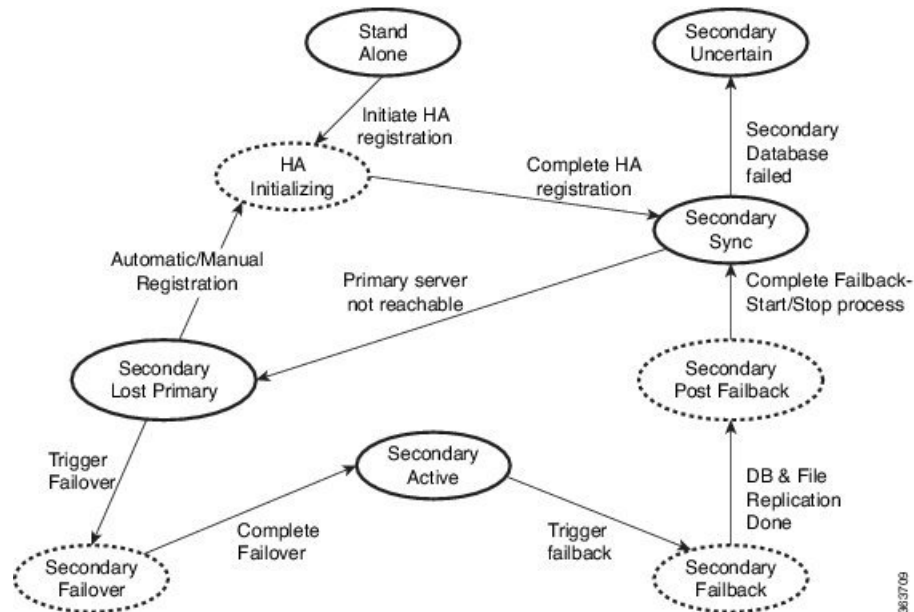 Stand
Alone
Secondary
Uncertain
Initiate HA
registration
Secondary
Database
failed
HA
Initializing
Complete HA
registration
Secondary
Sync
Automatic/Manual
Registration
Primary server
not reachable
Complete Failback-
Start/Stop process
Secondary
Lost Primary
Secondary
Post Failback
Trigger
Failover
Secondary
Active
DB & File
Replication
Done
Complete
Failover
Trigger
failback
Secondary
Failover
Secondary
Failback